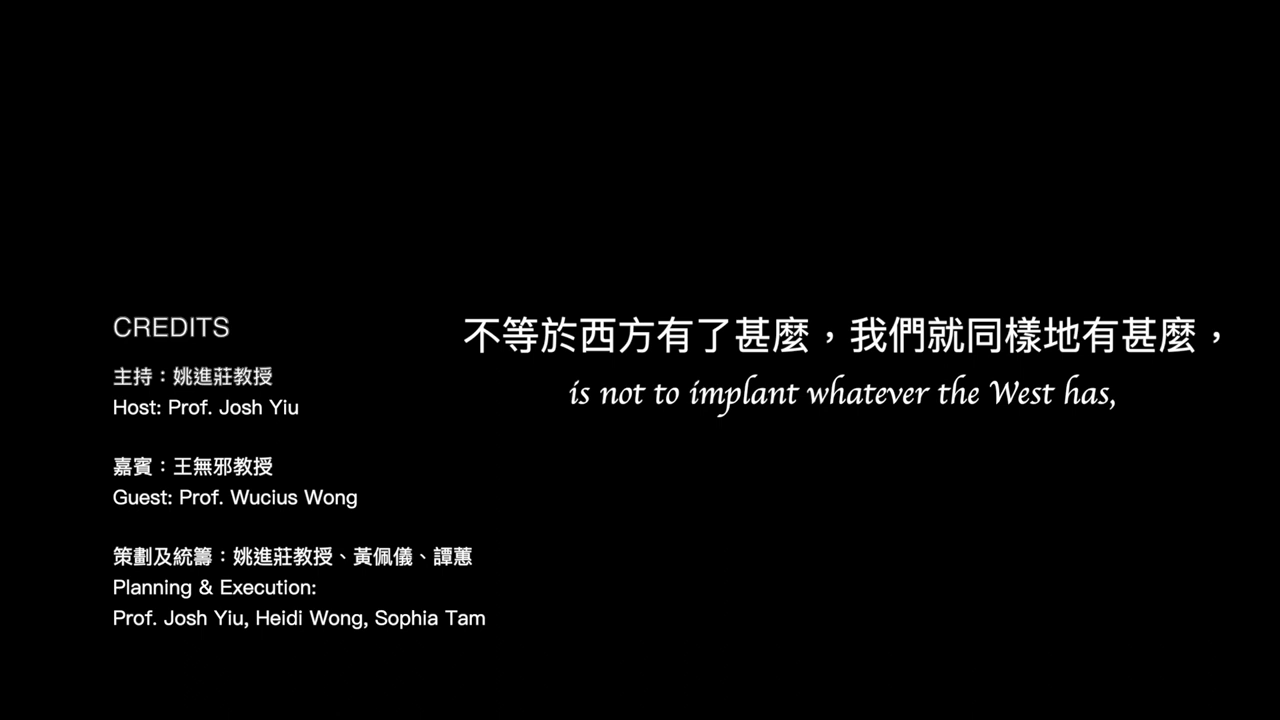 CREDITS
主持：姚進莊教授
Host: Prof. Josh Yiu
嘉賓：王無邪教授
Guest: Prof. Wucius Wong
策劃及統籌：姚進莊教授、黃佩儀、譚蕙
Planning & Execution:
Prof. Josh Yiu, Heidi Wong, Sophia Tam
不等於西方有了甚麼，我們就同樣地有甚麼，
is not to implant whatever the West has,